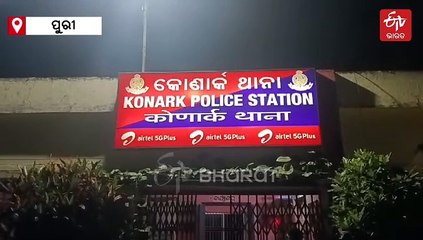 ପୁରୀ
ETV
ଭାରତ
କୋଣାର୍କ ଥାନା
KONARK POLICE STATION
कोणार्क थाना
airtel 5G Plus airtel 5G Plus airtel 5G Plus
BHARAT